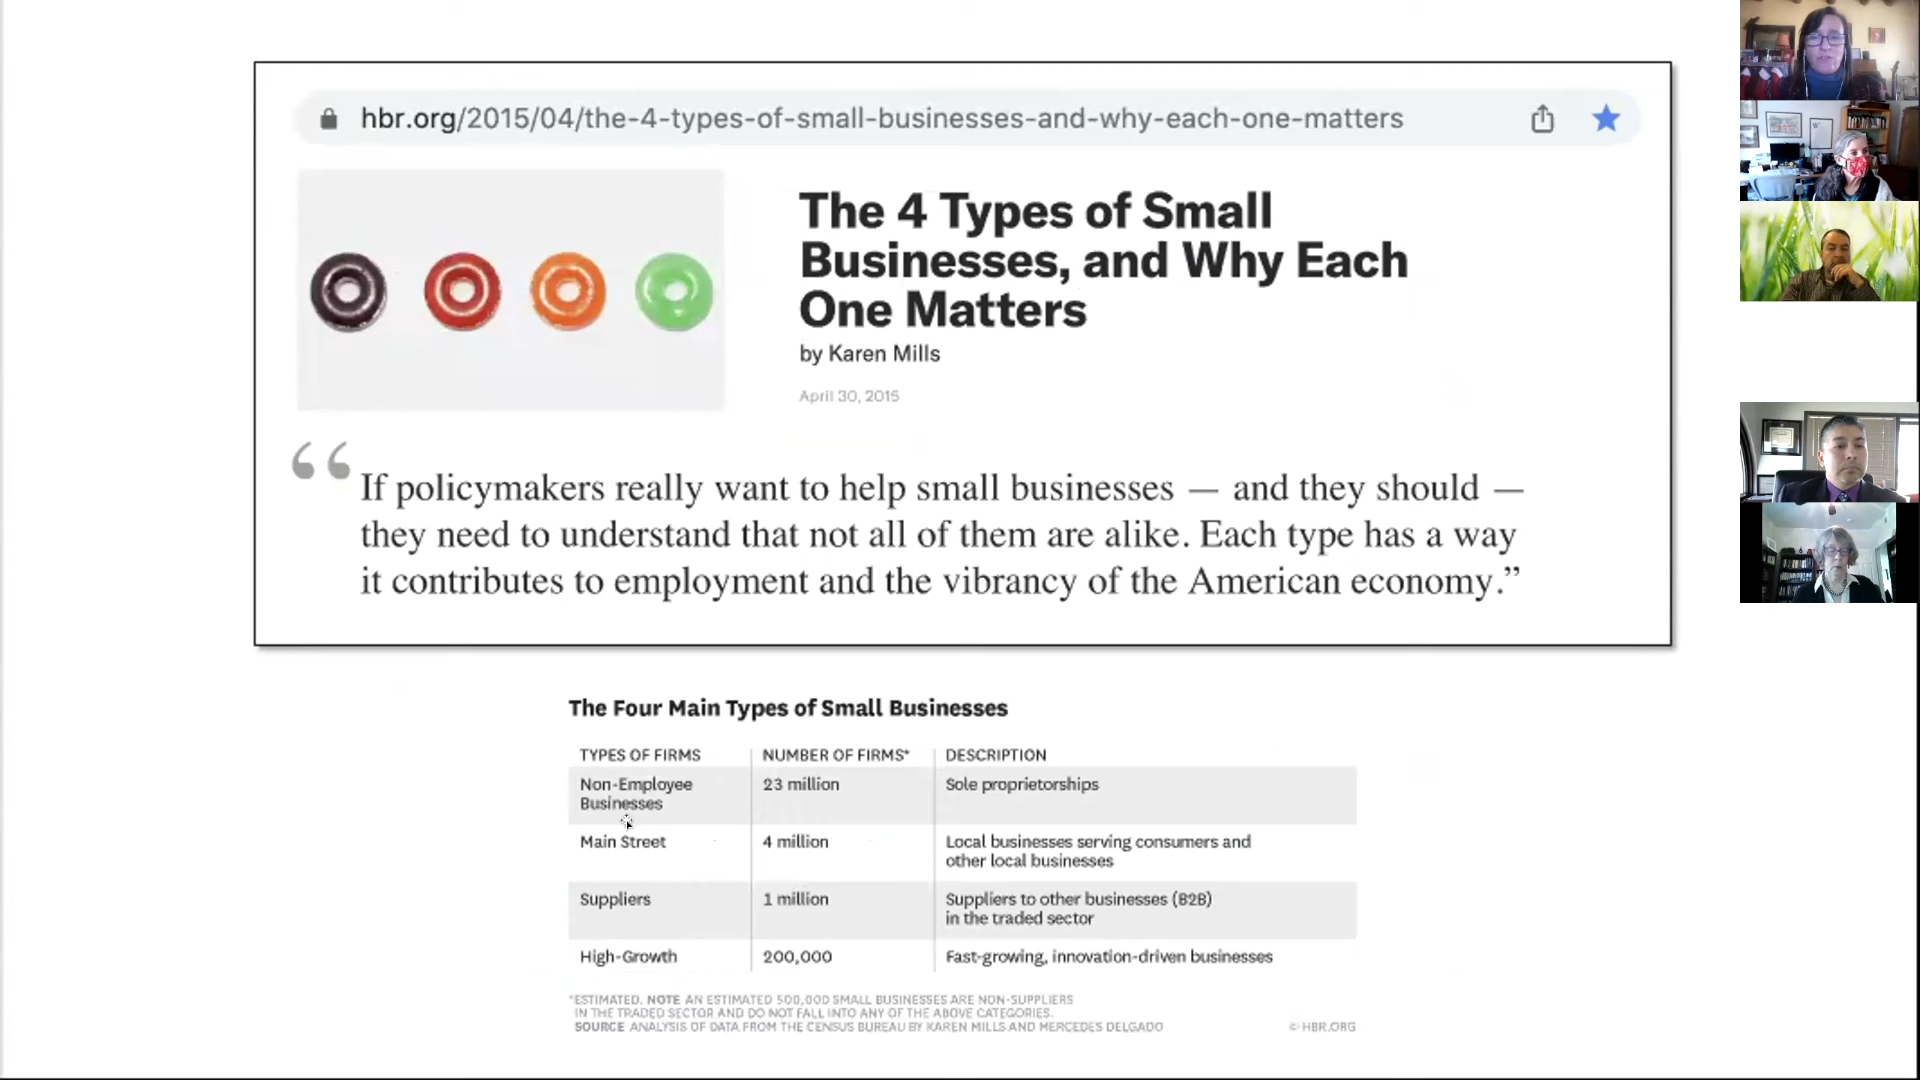 hbr.org/2015/04/the-4-types-of-small-businesses-and-why-each-one-matters
The 4 Types of Small
Businesses, and Why Each
One Matters
by Karen Mills
April 30, 2015
“ If policymakers really want to help small businesses — and they should —
they need to understand that not all of them are alike. Each type has a way
it contributes to employment and the vibrancy of the American economy.”
The Four Main Types of Small Businesses
TYPES OF FIRMS NUMBER OF FIRMS* DESCRIPTION
Non-Employee 23 million Sole proprietorships
Businesses
Main Street 4 million Local businesses serving consumers and
other local businesses
Suppliers 1 million Suppliers to other businesses (B2B)
in the traded sector
High-Growth 200,000 Fast-growing, innovation-driven businesses
*ESTIMATED. NOTE AN ESTIMATED 500,000 SMALL BUSINESSES ARE NON-SUPPLIERS
IN THE TRADED SECTOR AND DO NOT FALL INTO ANY OF THE ABOVE CATEGORIES.
SOURCE ANALYSIS OF DATA FROM THE CENSUS BUREAU BY KAREN MILLS AND MERCEDES DELGADO © HBR.ORG